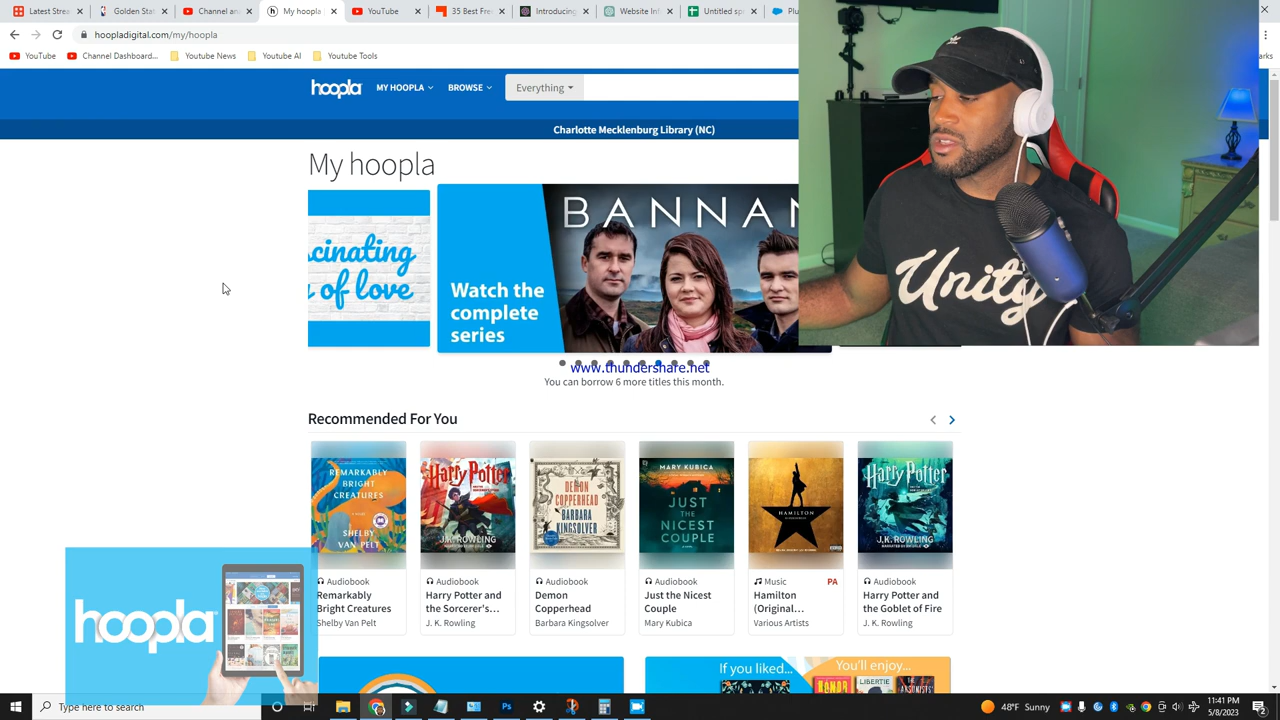 Latest Strea
Golden Stat
Channel and
My hoopla
YouTube
35 Best Free
Introducing
Website Info
Untitled sp
Plu
hoopladigital.com/my/hoopla
YouTube
Channel Dashboard...
Youtube News
Youtube AI
Youtube Tools
hoopla
MY HOOPLA
BROWSE
Everything
Charlotte Mecklenburg Library (NC)
My hoopla
cinating
of love
BANNAN
Watch the
complete
series
Unity
www.thundershare.net
You can borrow 6 more titles this month.
Recommended For You
REMARKABLY
BRIGHT
CREATURES
SHELBY
VAN PELT
Harry Potter
J.K. ROWLING
DEMON
COPPERHEAD
BARBARA
KINGSOLVER
MARY KUBICA
JUST
THE
NICEST
COUPLE
HAMILTON
Harry Potter
J.K. ROWLING
Audiobook
Remarkably
Bright Creatures
Shelby Van Pelt
Audiobook
Harry Potter and
the Sorcerer's...
J. K. Rowling
Audiobook
Demon
Copperhead
Barbara Kingsolver
Audiobook
Just the Nicest
Couple
Mary Kubica
Music
PA
Hamilton
(Original...
Various Artists
Audiobook
Harry Potter and
the Goblet of Fire
J. K. Rowling
hoopla
If you liked...
You'll enjoy...
LIBERTIE
Type here to search
48°F Sunny
11:41 PM
5/8/2023